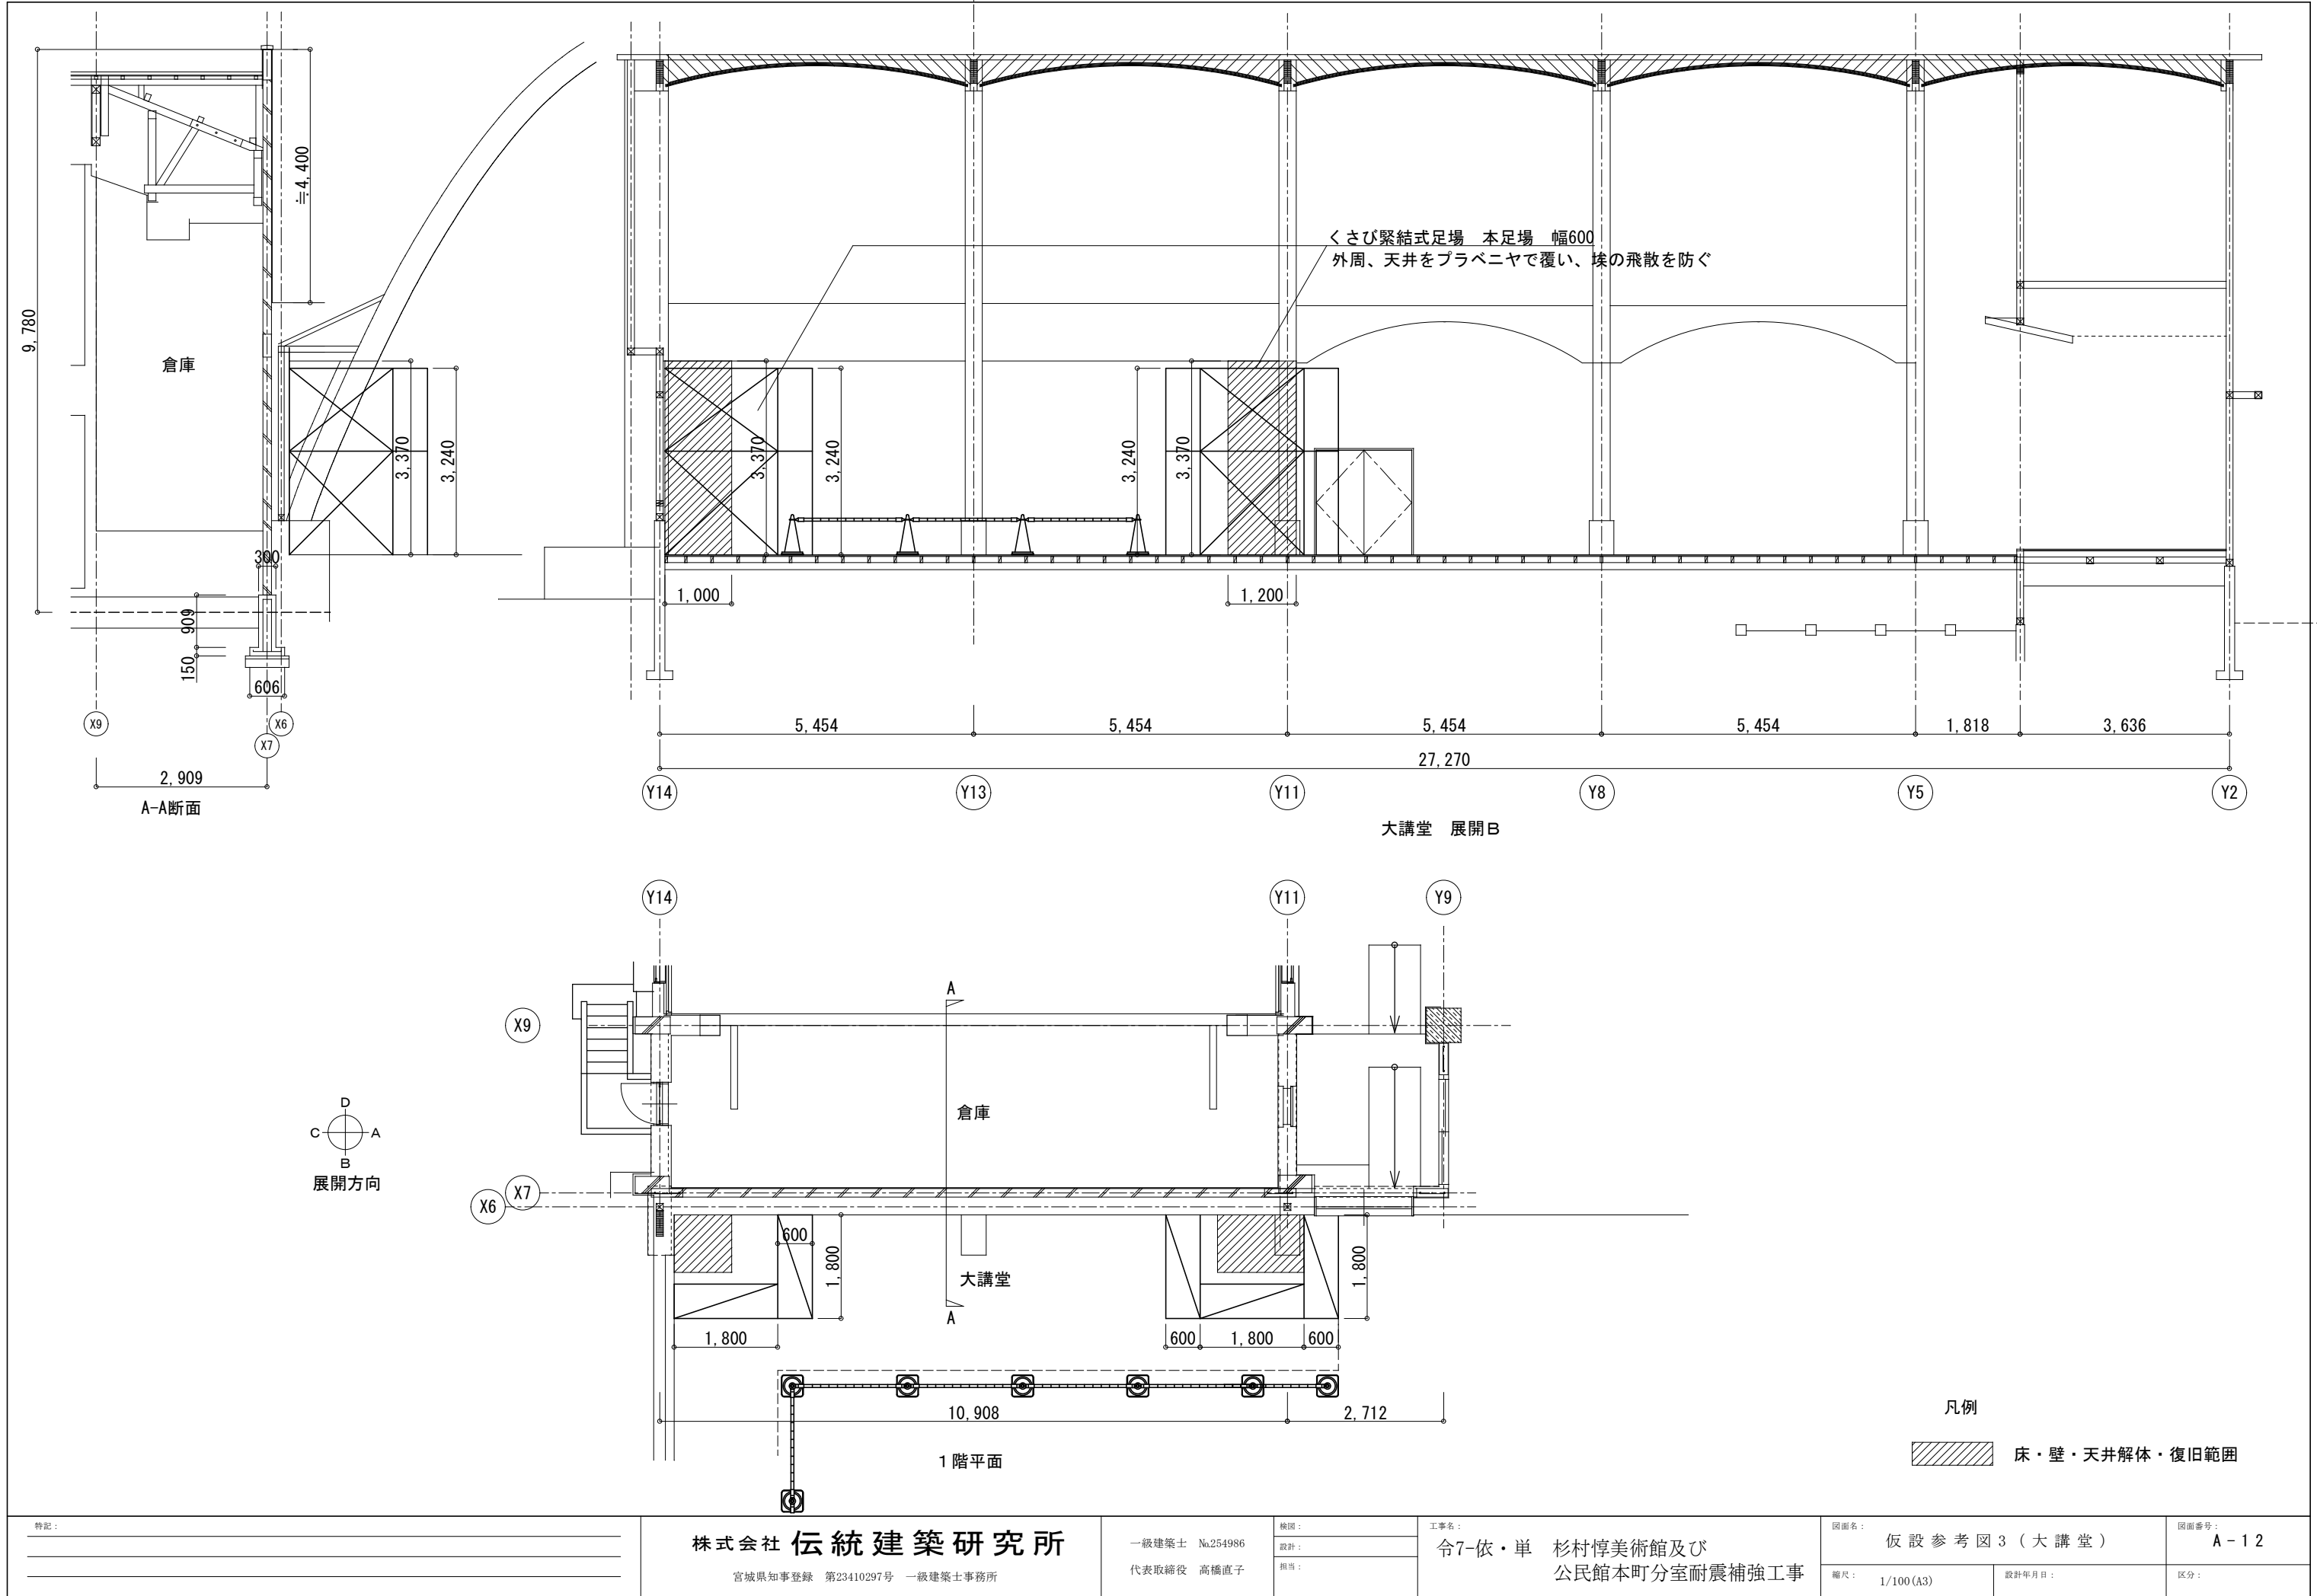 9,780
≒4,400
倉庫
3,370
3,240
300
909
150
606
X9
X6
X7
2,909
A-A断面
くさび緊結式足場　本足場　幅600
外周、天井をプラベニヤで覆い、埃の飛散を防ぐ
3,370
3,240
3,240
3,370
1,000
1,200
5,454
5,454
5,454
5,454
1,818
3,636
27,270
Y14
Y13
Y11
Y8
Y5
Y2
大講堂　展開B
Y14
Y11
Y9
A
X9
倉庫
D
C
A
B
展開方向
X7
X6
600
1,800
大講堂
1,800
A
1,800
600
1,800
600
10,908
2,712
1階平面
凡例
床・壁・天井解体・復旧範囲
特記：
株式会社 伝統建築研究所
宮城県知事登録　第23410297号　一級建築士事務所
一級建築士　№254986
代表取締役　高橋直子
検図：
設計：
担当：
工事名：
令7-依・単　杉村惇美術館及び
公民館本町分室耐震補強工事
図面名：
仮設参考図3（大講堂）
縮尺：
1/100(A3)
設計年月日：
図面番号：
A-12
区分：